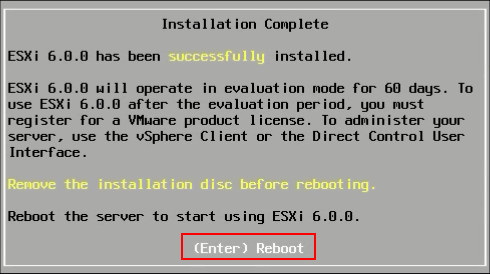 Installation Complete
ESXi 6.0.0 has been successfully installed.
ESXi 6.0.0 will operate in evaluation mode for 60 days. To
use ESXi 6.0.0 after the evaluation period, you must
register for a VMware product license. To administer your
server, use the vSphere Client or the Direct Control User
Interface.
Remove the installation disc before rebooting.
Reboot the server to start using ESXi 6.0.0.
(Enter) Reboot